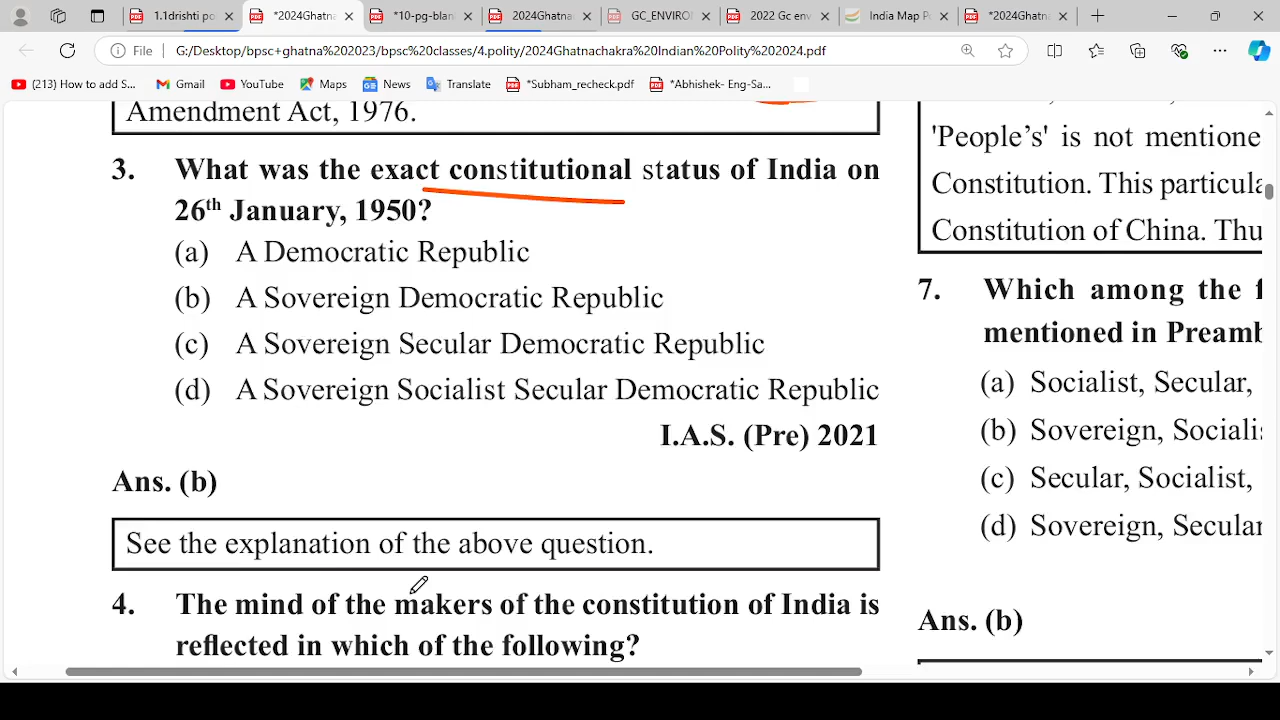 1.1drishti po
*2024Ghatna
*10-pg-blan
2024Ghatna
GC_ENVIRO
2022 Gc env
India Map P
*2024Ghatna
File
G:/Desktop/bpsc+ghatna%202023/bpsc%20classes/4.polity/2024Ghatnachakra%20Indian%20Polity%202024.pdf
(213) How to add S...
Gmail
YouTube
Maps
News
Translate
*Subham_recheck.pdf
*Abhishek- Eng-Sa...
Amendment Act, 1976.
3. What was the exact constitutional status of India on
26th January, 1950?
(a) A Democratic Republic
(b) A Sovereign Democratic Republic
(c) A Sovereign Secular Democratic Republic
(d) A Sovereign Socialist Secular Democratic Republic
I.A.S. (Pre) 2021
Ans. (b)
See the explanation of the above question.
4. The mind of the makers of the constitution of India is
reflected in which of the following?
'People's' is not mentione
Constitution. This particula
Constitution of China. Thu
7. Which among the f
mentioned in Preamb
(a) Socialist, Secular,
(b) Sovereign, Sociali
(c) Secular, Socialist,
(d) Sovereign, Secular
Ans. (b)